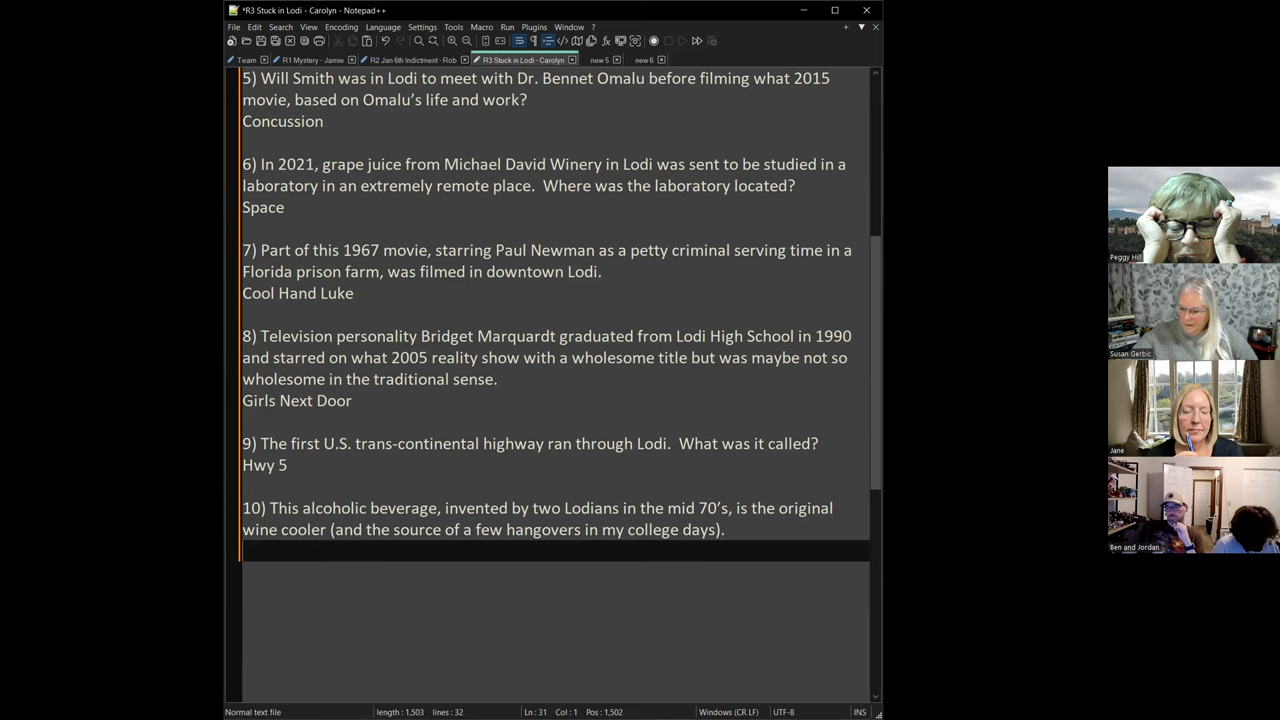 *R3 Stuck in Lodi - Carolyn - Notepad++
File Edit Search View Encoding Language Settings Tools Macro Run Plugins Window ?
Team R1 Mystery - Jamie R2 Jan 6th Indictment - Rob R3 Stuck in Lodi - Carolyn new 5 new 6
5) Will Smith was in Lodi to meet with Dr. Bennet Omalu before filming what 2015
movie, based on Omalu’s life and work?
Concussion
6) In 2021, grape juice from Michael David Winery in Lodi was sent to be studied in a
laboratory in an extremely remote place.  Where was the laboratory located?
Space
7) Part of this 1967 movie, starring Paul Newman as a petty criminal serving time in a
Florida prison farm, was filmed in downtown Lodi.
Cool Hand Luke
8) Television personality Bridget Marquardt graduated from Lodi High School in 1990
and starred on what 2005 reality show with a wholesome title but was maybe not so
wholesome in the traditional sense.
Girls Next Door
9) The first U.S. trans-continental highway ran through Lodi.  What was it called?
Hwy 5
10) This alcoholic beverage, invented by two Lodians in the mid 70’s, is the original
wine cooler (and the source of a few hangovers in my college days).
Normal text file length : 1,503 lines : 32 Ln : 31 Col : 1 Pos : 1,502 Windows (CR LF) UTF-8 INS
Peggy Hill
Susan Gerbic
Jane
Ben and Jordan